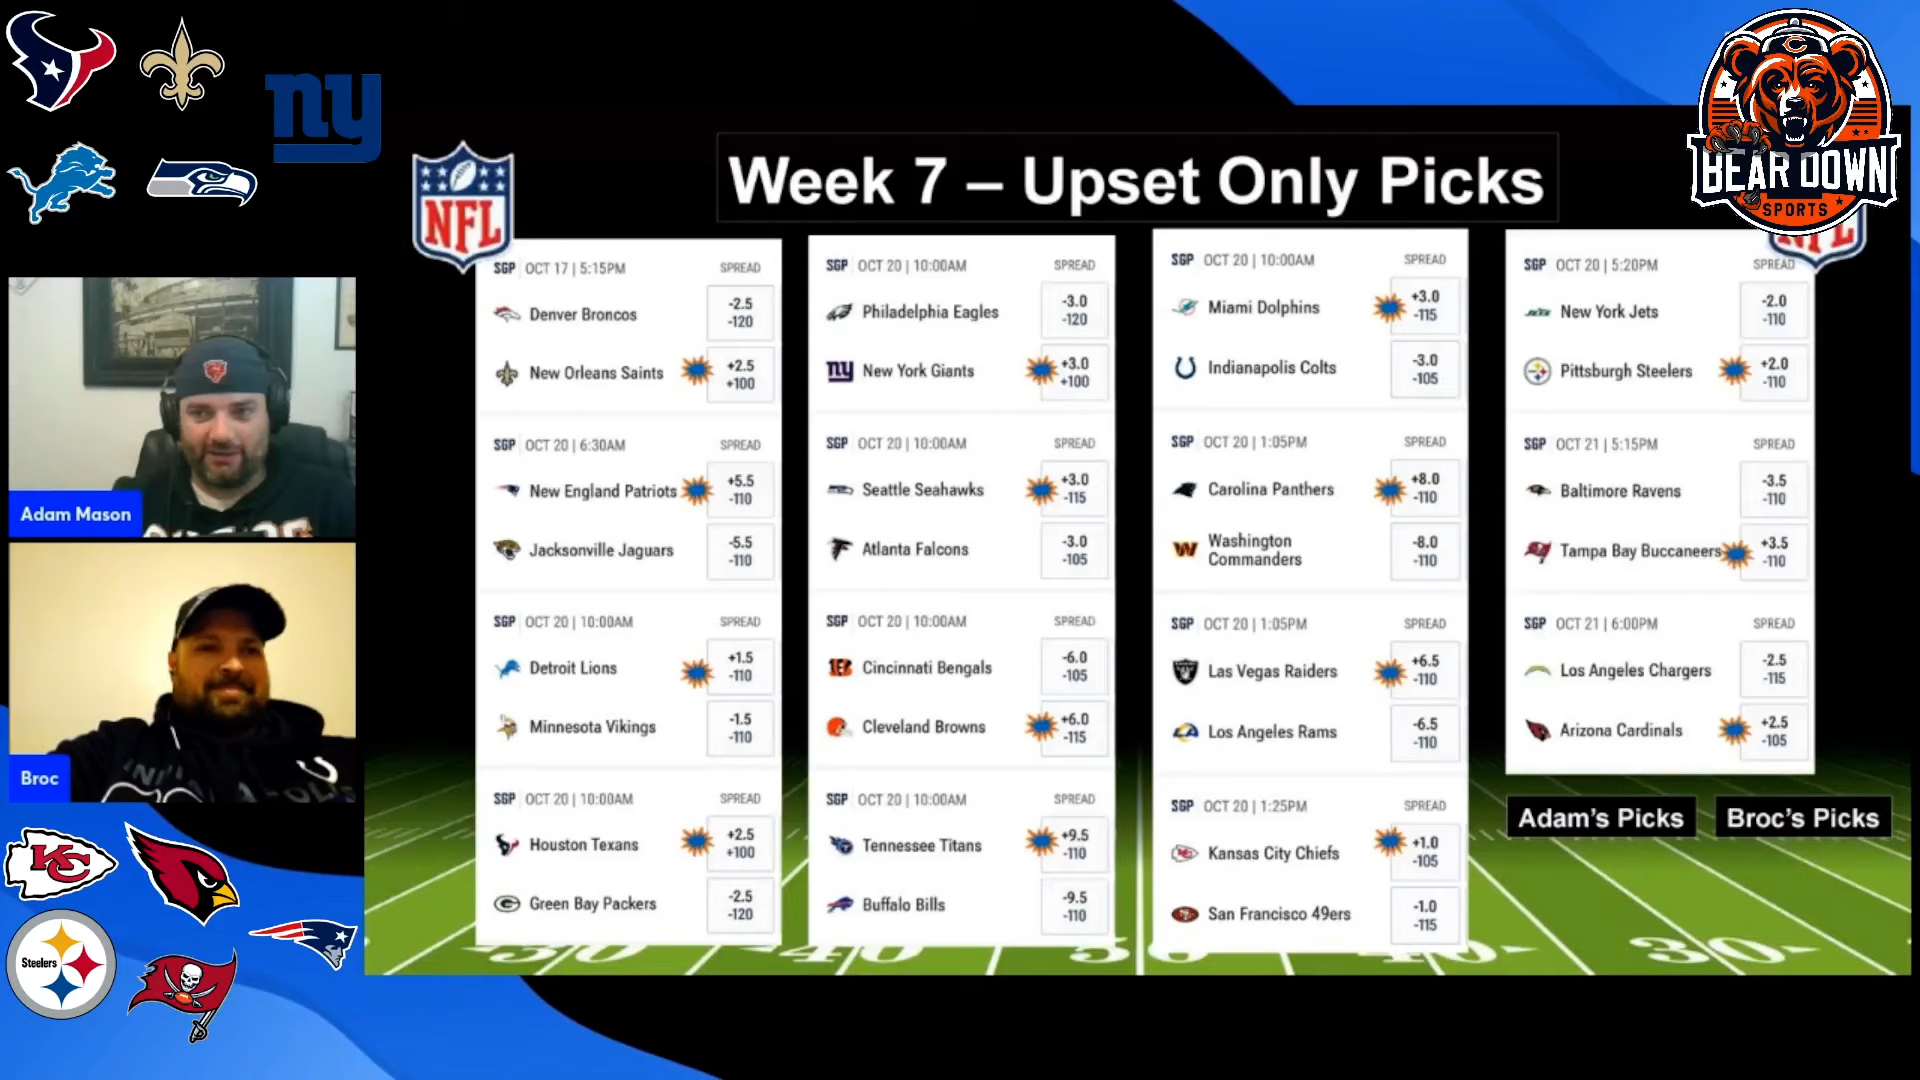 ny
Week 7 – Upset Only Picks
NFL
BEAR DOWN
SPORTS
NFL
SGP OCT 17 | 5:15PM SPREAD
Denver Broncos -2.5 -120
New Orleans Saints +2.5 +100
SGP OCT 20 | 6:30AM SPREAD
New England Patriots +5.5 -110
Jacksonville Jaguars -5.5 -110
SGP OCT 20 | 10:00AM SPREAD
Detroit Lions +1.5 -110
Minnesota Vikings -1.5 -110
SGP OCT 20 | 10:00AM SPREAD
Houston Texans +2.5 +100
Green Bay Packers -2.5 -120
SGP OCT 20 | 10:00AM SPREAD
Philadelphia Eagles -3.0 -120
New York Giants +3.0 +100
SGP OCT 20 | 10:00AM SPREAD
Seattle Seahawks +3.0 -115
Atlanta Falcons -3.0 -105
SGP OCT 20 | 10:00AM SPREAD
Cincinnati Bengals -6.0 -105
Cleveland Browns +6.0 -115
SGP OCT 20 | 10:00AM SPREAD
Tennessee Titans +9.5 -110
Buffalo Bills -9.5 -110
SGP OCT 20 | 10:00AM SPREAD
Miami Dolphins +3.0 -115
Indianapolis Colts -3.0 -105
SGP OCT 20 | 1:05PM SPREAD
Carolina Panthers +8.0 -110
Washington Commanders -8.0 -110
SGP OCT 20 | 1:05PM SPREAD
Las Vegas Raiders +6.5 -110
Los Angeles Rams -6.5 -110
SGP OCT 20 | 1:25PM SPREAD
Kansas City Chiefs +1.0 -105
San Francisco 49ers -1.0 -115
SGP OCT 20 | 5:20PM SPREAD
New York Jets -2.0 -110
Pittsburgh Steelers +2.0 -110
SGP OCT 21 | 5:15PM SPREAD
Baltimore Ravens -3.5 -110
Tampa Bay Buccaneers +3.5 -110
SGP OCT 21 | 6:00PM SPREAD
Los Angeles Chargers -2.5 -115
Arizona Cardinals +2.5 -105
Adam's Picks
Broc's Picks
Adam Mason
Broc
KC
Steelers
30 40 50 30